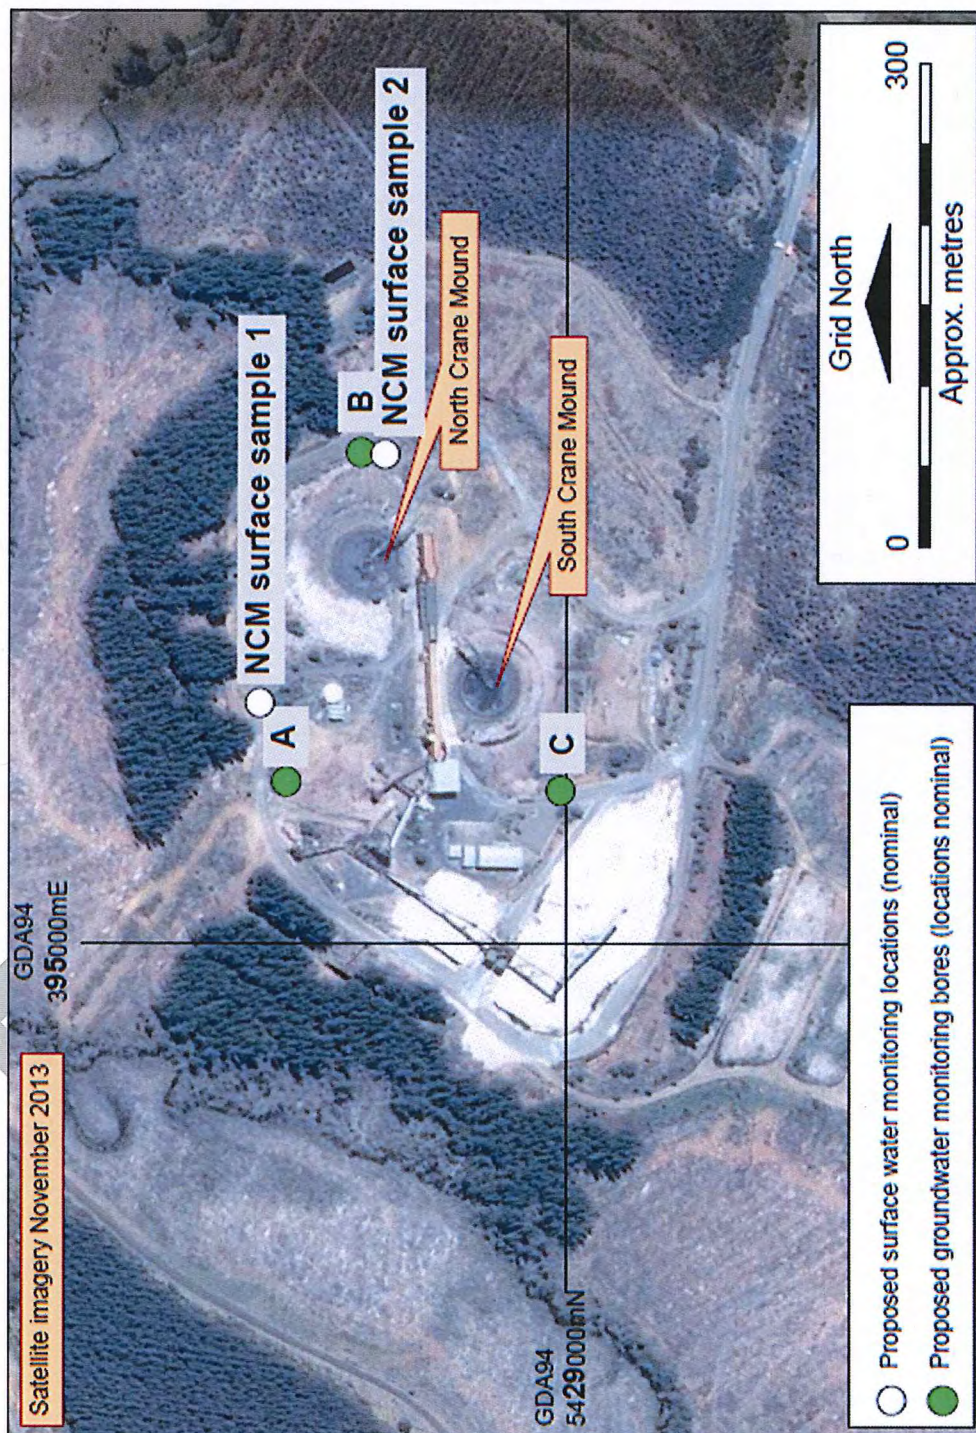 Satellite imagery November 2013
GDA94
395000mE
NCM surface sample 1
A
B
NCM surface sample 2
North Crane Mound
South Crane Mound
C
GDA94
5429000mN
Proposed surface water monitoring locations (nominal)
Proposed groundwater monitoring bores (locations nominal)
Grid North
0
300
Approx. metres